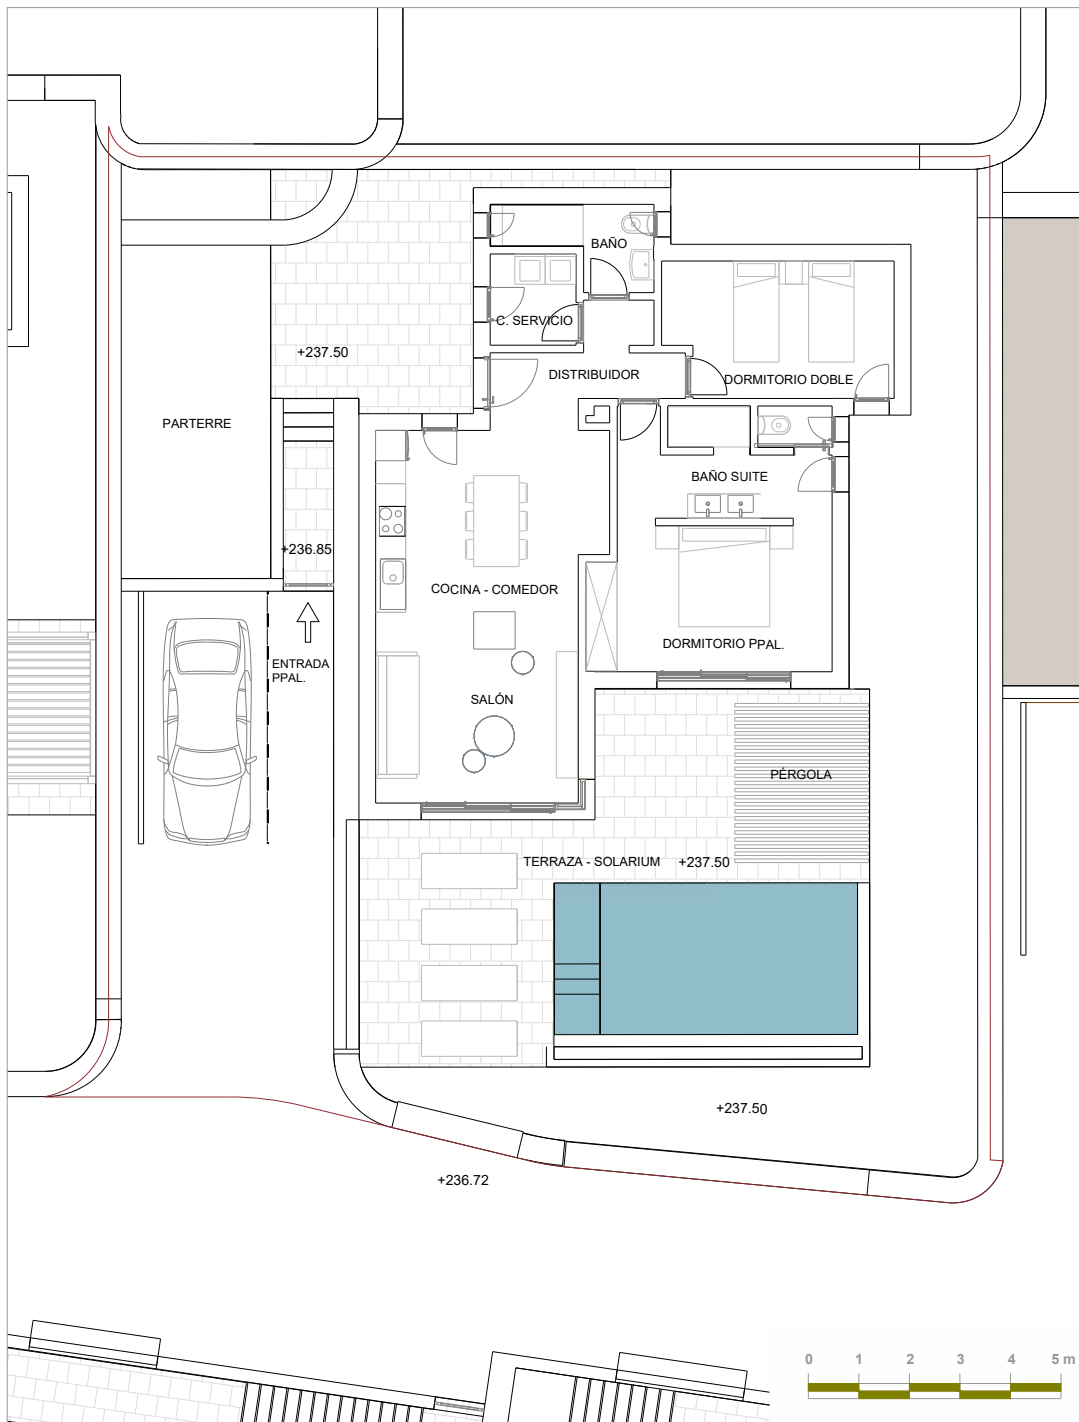 BAÑO
C. SERVICIO
+237.50
DISTRIBUIDOR
DORMITORIO DOBLE
PARTERRE
BAÑO SUITE
+236.85
COCINA - COMEDOR
DORMITORIO PPAL.
ENTRADA
PPAL.
SALÓN
PÉRGOLA
TERRAZA - SOLARIUM +237.50
+237.50
+236.72
0 1 2 3 4 5 m